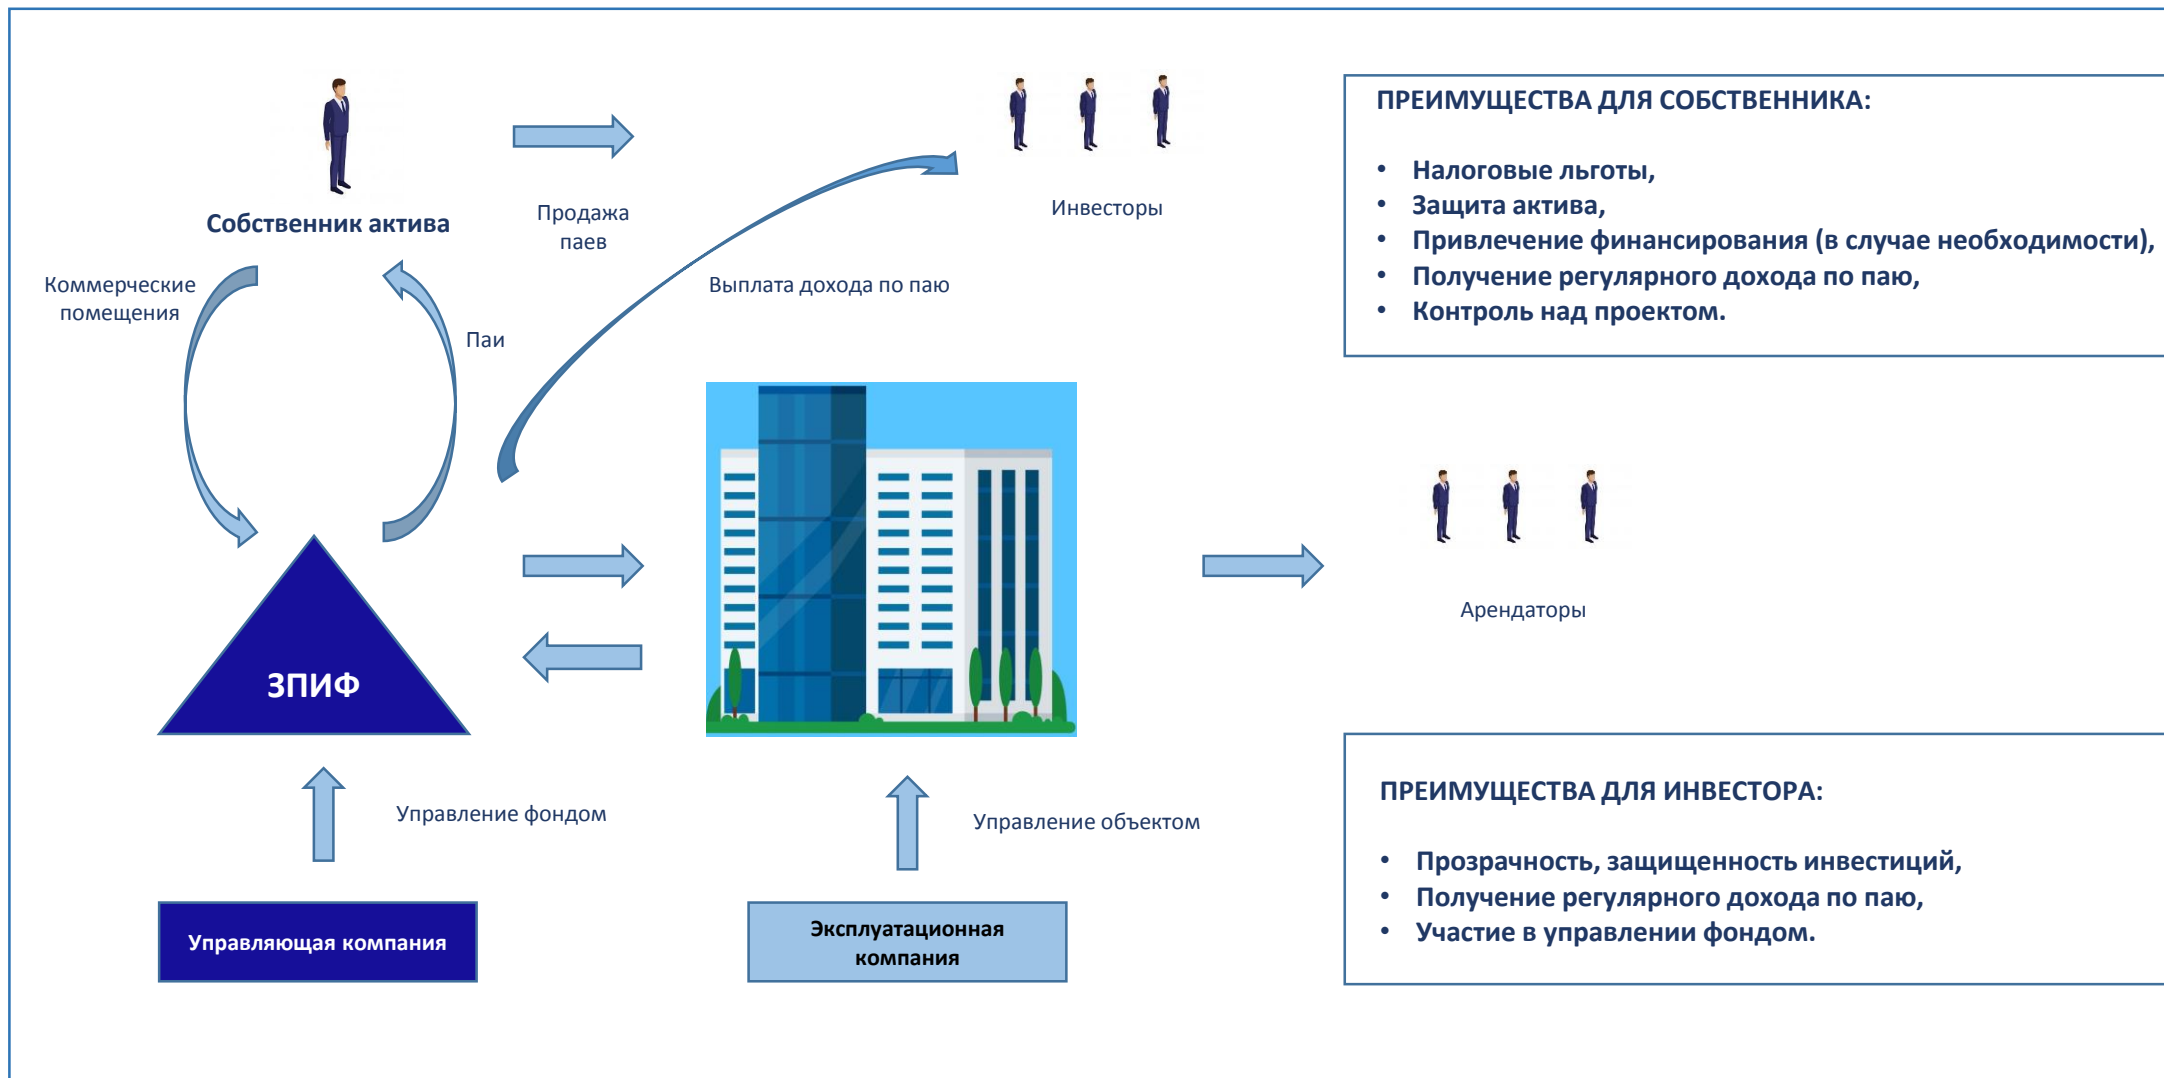 Собственник актива
Продажа
паев
Инвесторы
Коммерческие
помещения
Паи
Выплата дохода по паю
ПРЕИМУЩЕСТВА ДЛЯ СОБСТВЕННИКА:
• Налоговые льготы,
• Защита актива,
• Привлечение финансирования (в случае необходимости),
• Получение регулярного дохода по паю,
• Контроль над проектом.
Арендаторы
ЗПИФ
Управление фондом
Управление объектом
Управляющая компания
Эксплуатационная
компания
ПРЕИМУЩЕСТВА ДЛЯ ИНВЕСТОРА:
• Прозрачность, защищенность инвестиций,
• Получение регулярного дохода по паю,
• Участие в управлении фондом.